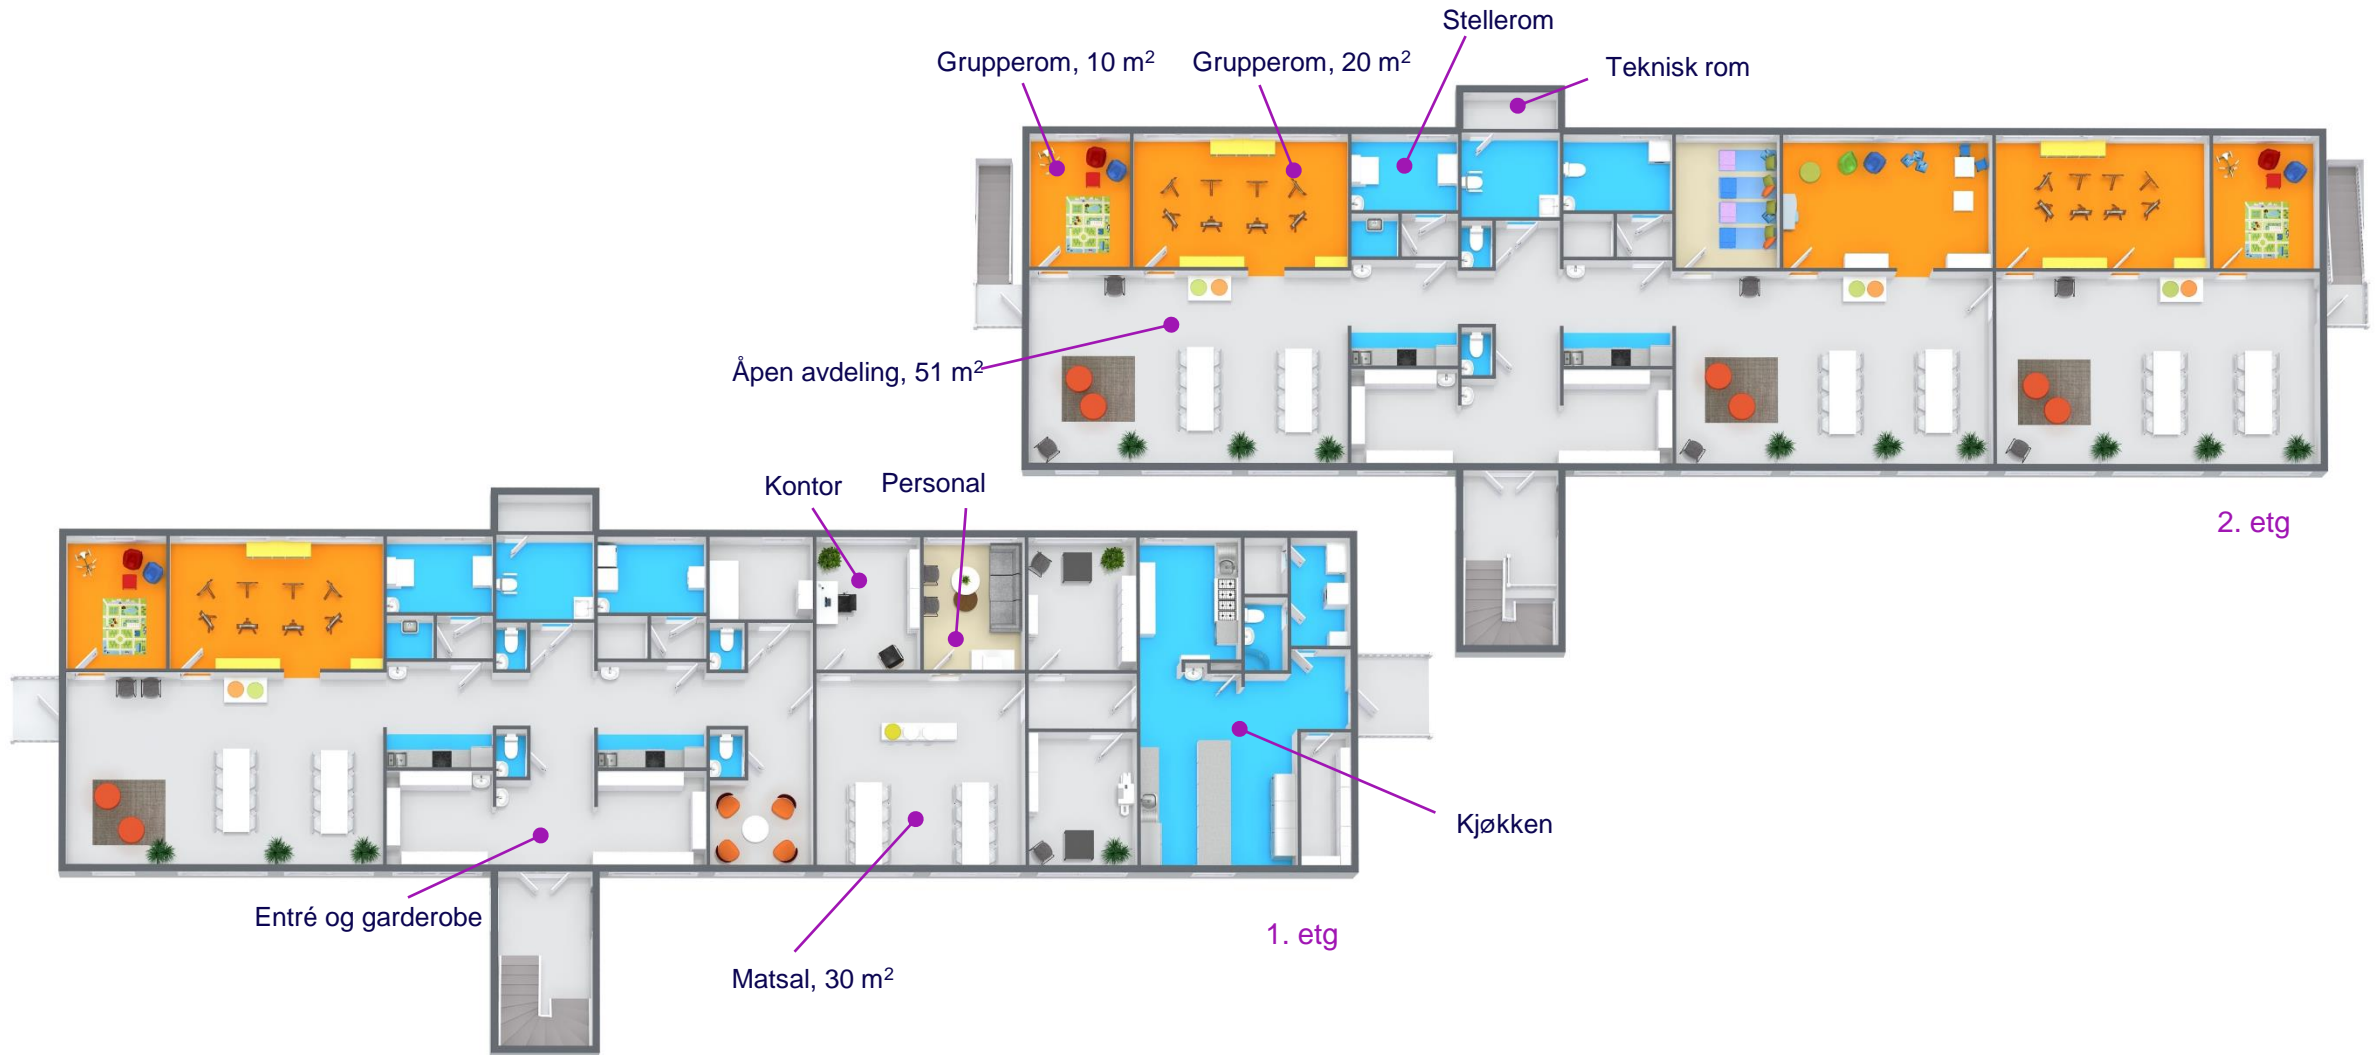 Stellerom
Grupperom, 10 m²
Grupperom, 20 m²
Teknisk rom
Åpen avdeling, 51 m²
Kontor
Personal
2. etg
Kjøkken
Entré og garderobe
1. etg
Matsal, 30 m²